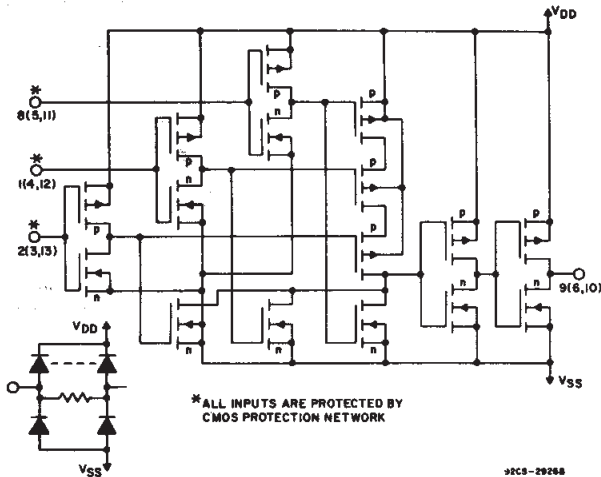 VDD
*
8(5,11)
p
n
p
*
1(4,12)
p
n
p
*
2(3,13)
p
n
p
p
p
9(6,10)
n
n
n
n
n
VDD
VSS
VSS
*ALL INPUTS ARE PROTECTED BY
CMOS PROTECTION NETWORK
92CS-29268